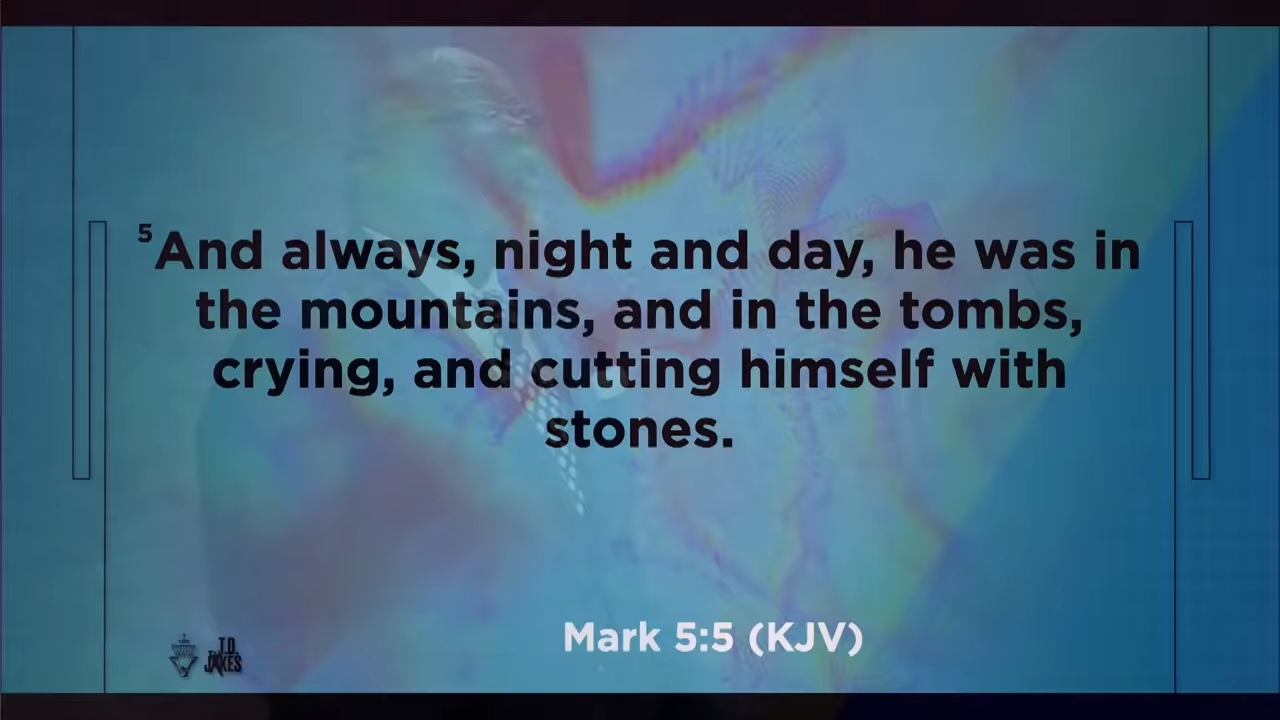 5And always, night and day, he was in
the mountains, and in the tombs,
crying, and cutting himself with
stones.
Mark 5:5 (KJV)
T.D.
JAKES